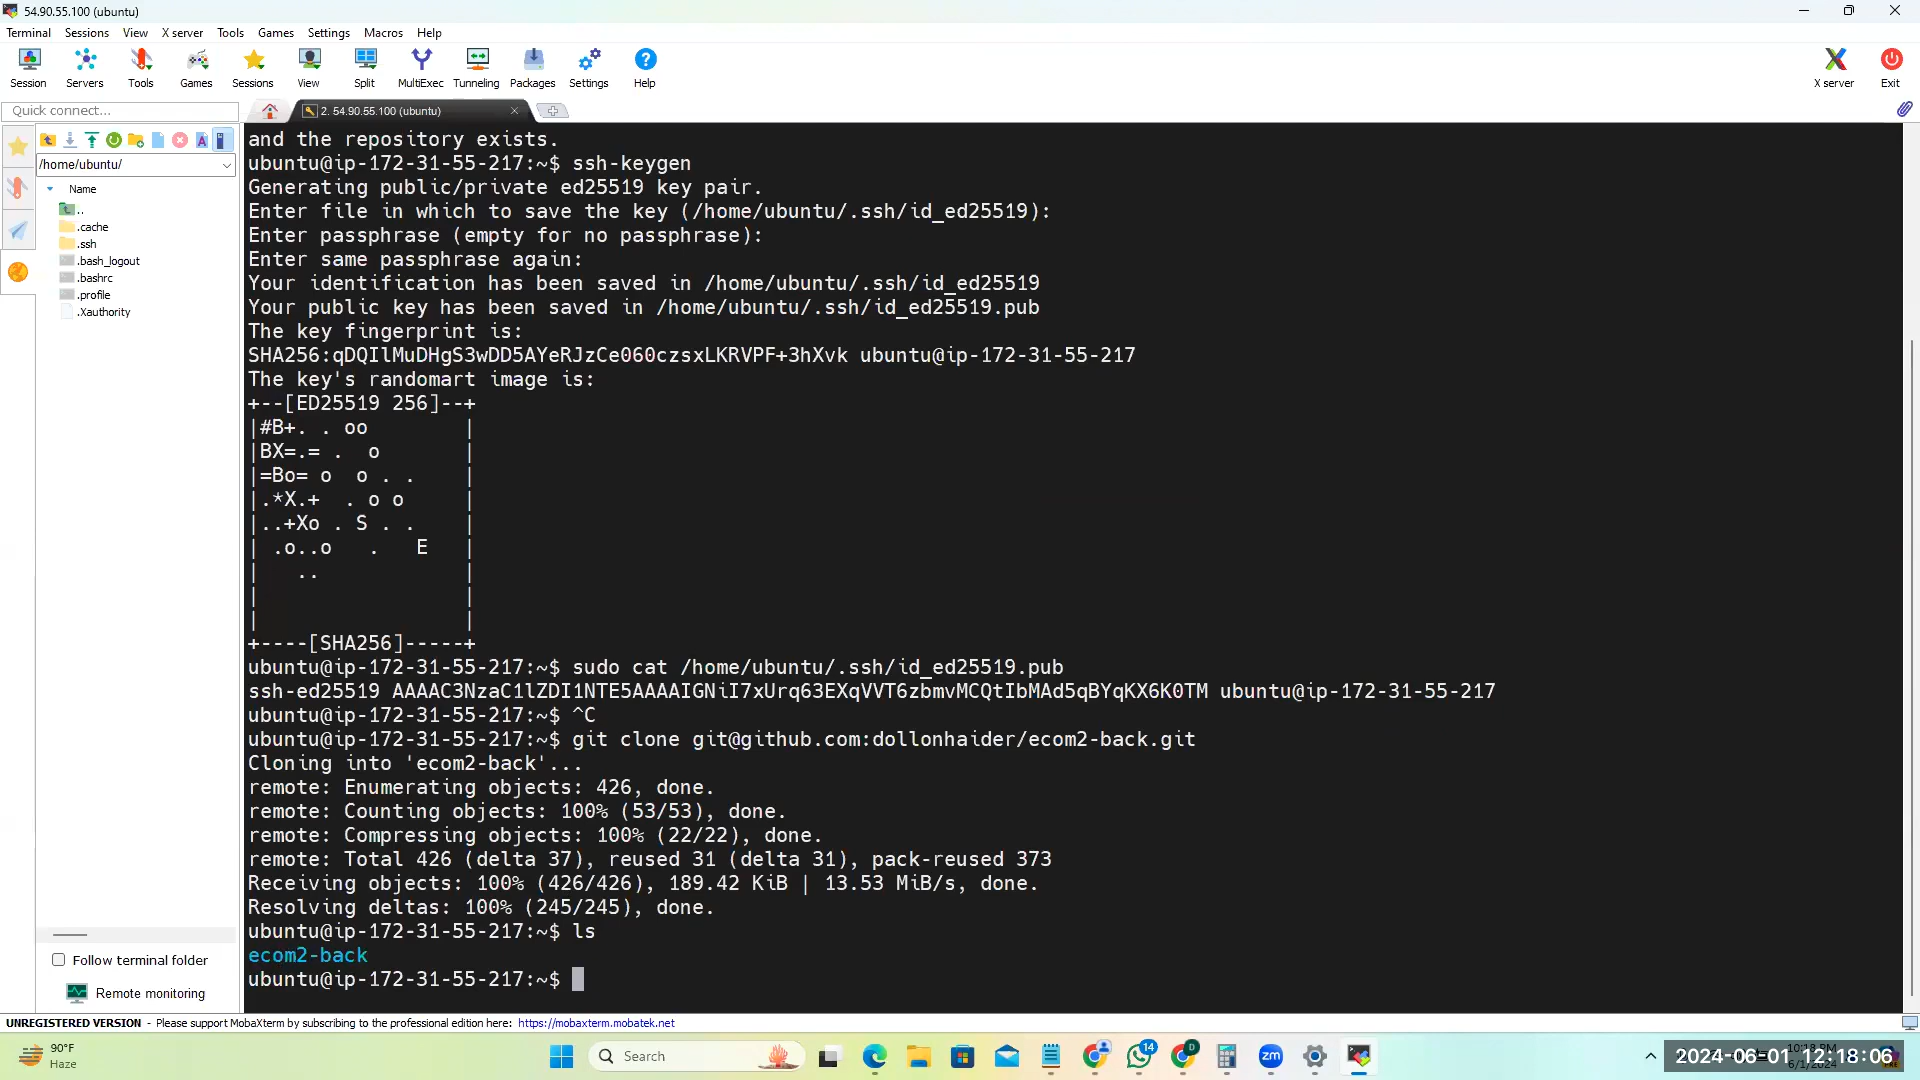 54.90.55.100 (ubuntu)
Terminal Sessions View X server Tools Games Settings Macros Help
Session Servers Tools Games Sessions View Split MultiExec Tunneling Packages Settings Help X server Exit
Quick connect...
2. 54.90.55.100 (ubuntu)
/home/ubuntu/
Name
..
.cache
.ssh
.bash_logout
.bashrc
.profile
.Xauthority
Follow terminal folder
Remote monitoring
and the repository exists.
ubuntu@ip-172-31-55-217:~$ ssh-keygen
Generating public/private ed25519 key pair.
Enter file in which to save the key (/home/ubuntu/.ssh/id_ed25519):
Enter passphrase (empty for no passphrase):
Enter same passphrase again:
Your identification has been saved in /home/ubuntu/.ssh/id_ed25519
Your public key has been saved in /home/ubuntu/.ssh/id_ed25519.pub
The key fingerprint is:
SHA256:qDQIlMuDHgS3wDD5AYeRJzCe060czsxLKRVPF+3hXvk ubuntu@ip-172-31-55-217
The key's randomart image is:
+--[ED25519 256]--+
|#B+. . oo        |
|BX=.= .  o       |
|=Bo= o  o . .    |
|.*X.+  . o o     |
|..+Xo . S . .    |
| .o..o   .   E   |
|   ..            |
|                 |
|                 |
+----[SHA256]-----+
ubuntu@ip-172-31-55-217:~$ sudo cat /home/ubuntu/.ssh/id_ed25519.pub
ssh-ed25519 AAAAC3NzaC1lZDI1NTE5AAAAIGNiI7xUrq63EXqVVT6zbmvMCQtIbMAd5qBYqKX6K0TM ubuntu@ip-172-31-55-217
ubuntu@ip-172-31-55-217:~$ ^C
ubuntu@ip-172-31-55-217:~$ git clone git@github.com:dollonhaider/ecom2-back.git
Cloning into 'ecom2-back'...
remote: Enumerating objects: 426, done.
remote: Counting objects: 100% (53/53), done.
remote: Compressing objects: 100% (22/22), done.
remote: Total 426 (delta 37), reused 31 (delta 31), pack-reused 373
Receiving objects: 100% (426/426), 189.42 KiB | 13.53 MiB/s, done.
Resolving deltas: 100% (245/245), done.
ubuntu@ip-172-31-55-217:~$ ls
ecom2-back
ubuntu@ip-172-31-55-217:~$
UNREGISTERED VERSION - Please support MobaXterm by subscribing to the professional edition here: https://mobaxterm.mobatek.net
90°F
Haze
Search
14
D
zm
2024-06-01 12:18:06